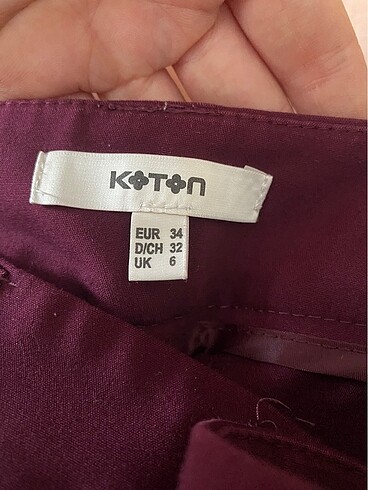 KOTON
EUR 34
D/CH 32
UK 6